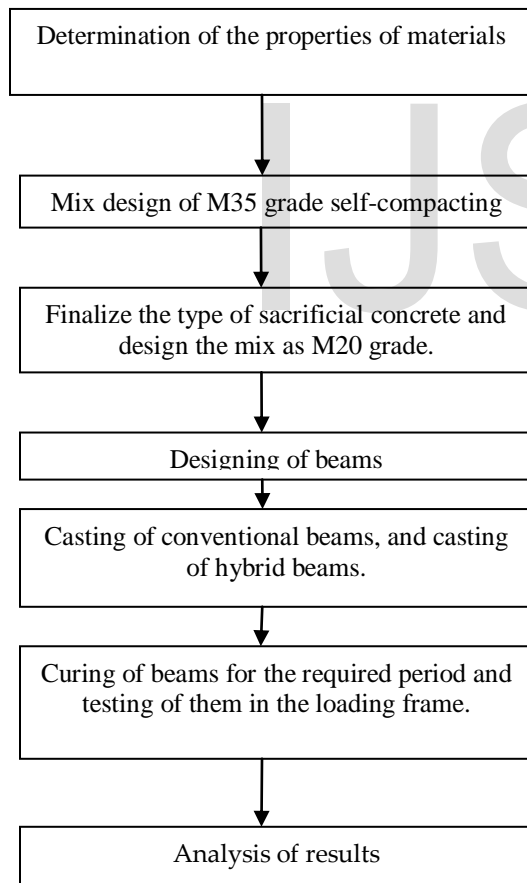 Determination of the properties of materials
IJS
Mix design of M35 grade self-compacting
Finalize the type of sacrificial concrete and
design the mix as M20 grade.
Designing of beams
Casting of conventional beams, and casting
of hybrid beams.
Curing of beams for the required period and
testing of them in the loading frame.
Analysis of results